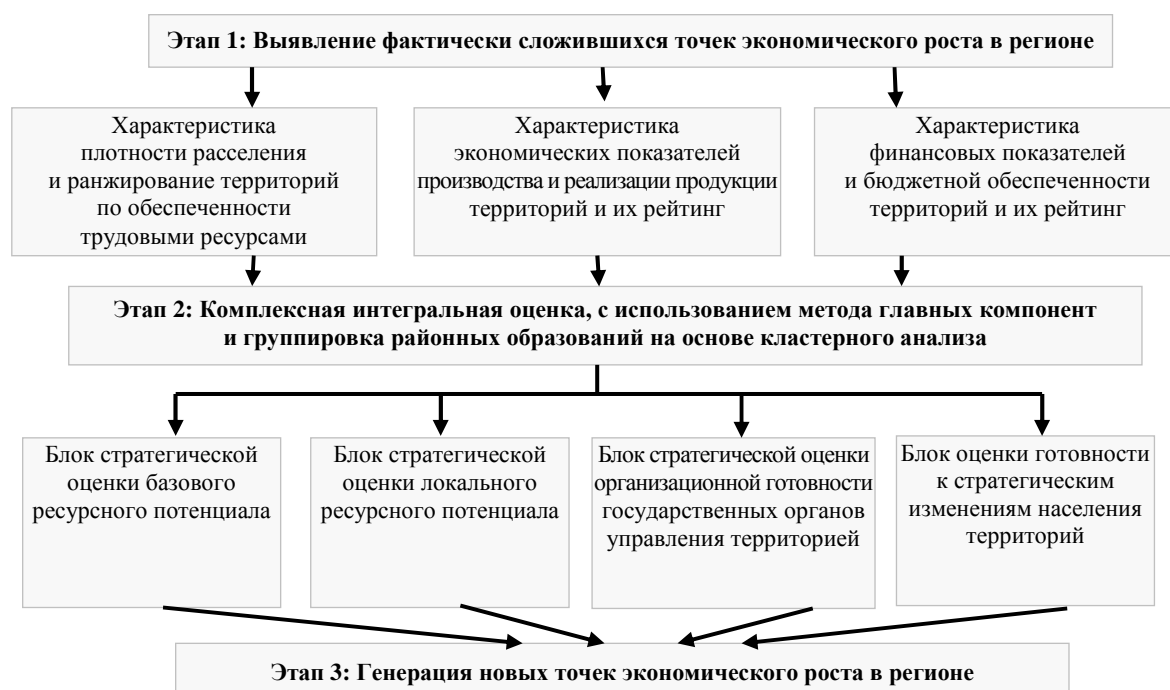 Этап 1: Выявление фактически сложившихся точек экономического роста в регионе
Характеристика
плотности расселения
и ранжирование территорий
по обеспеченности
трудовыми ресурсами
Характеристика
экономических показателей
производства и реализации продукции
территорий и их рейтинг
Характеристика
финансовых показателей
и бюджетной обеспеченности
территорий и их рейтинг
Этап 2: Комплексная интегральная оценка, с использованием метода главных компонент
и группировка районных образований на основе кластерного анализа
Блок стратегической
оценки базового
ресурсного потенциала
Блок стратегической
оценки локального
ресурсного потенциала
Блок стратегической оценки
организационной готовности
государственных органов
управления территорией
Блок оценки готовности
к стратегическим
изменениям населения
территорий
Этап 3: Генерация новых точек экономического роста в регионе